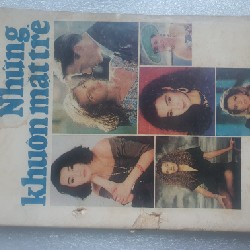 Những
khuôn mặt trẻ